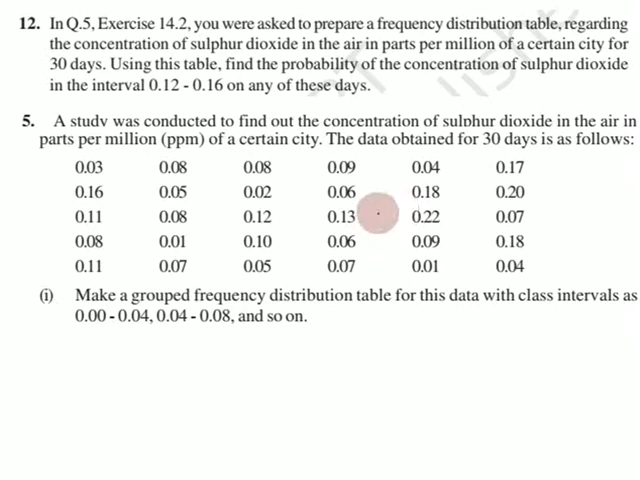 12. In Q.5, Exercise 14.2, you were asked to prepare a frequency distribution table, regarding
the concentration of sulphur dioxide in the air in parts per million of a certain city for
30 days. Using this table, find the probability of the concentration of sulphur dioxide
in the interval 0.12 - 0.16 on any of these days.
5. A study was conducted to find out the concentration of sulphur dioxide in the air in
parts per million (ppm) of a certain city. The data obtained for 30 days is as follows:
0.03 0.08 0.08 0.09 0.04 0.17
0.16 0.05 0.02 0.06 0.18 0.20
0.11 0.08 0.12 0.13 0.22 0.07
0.08 0.01 0.10 0.06 0.09 0.18
0.11 0.07 0.05 0.07 0.01 0.04
(i) Make a grouped frequency distribution table for this data with class intervals as
0.00 - 0.04, 0.04 - 0.08, and so on.